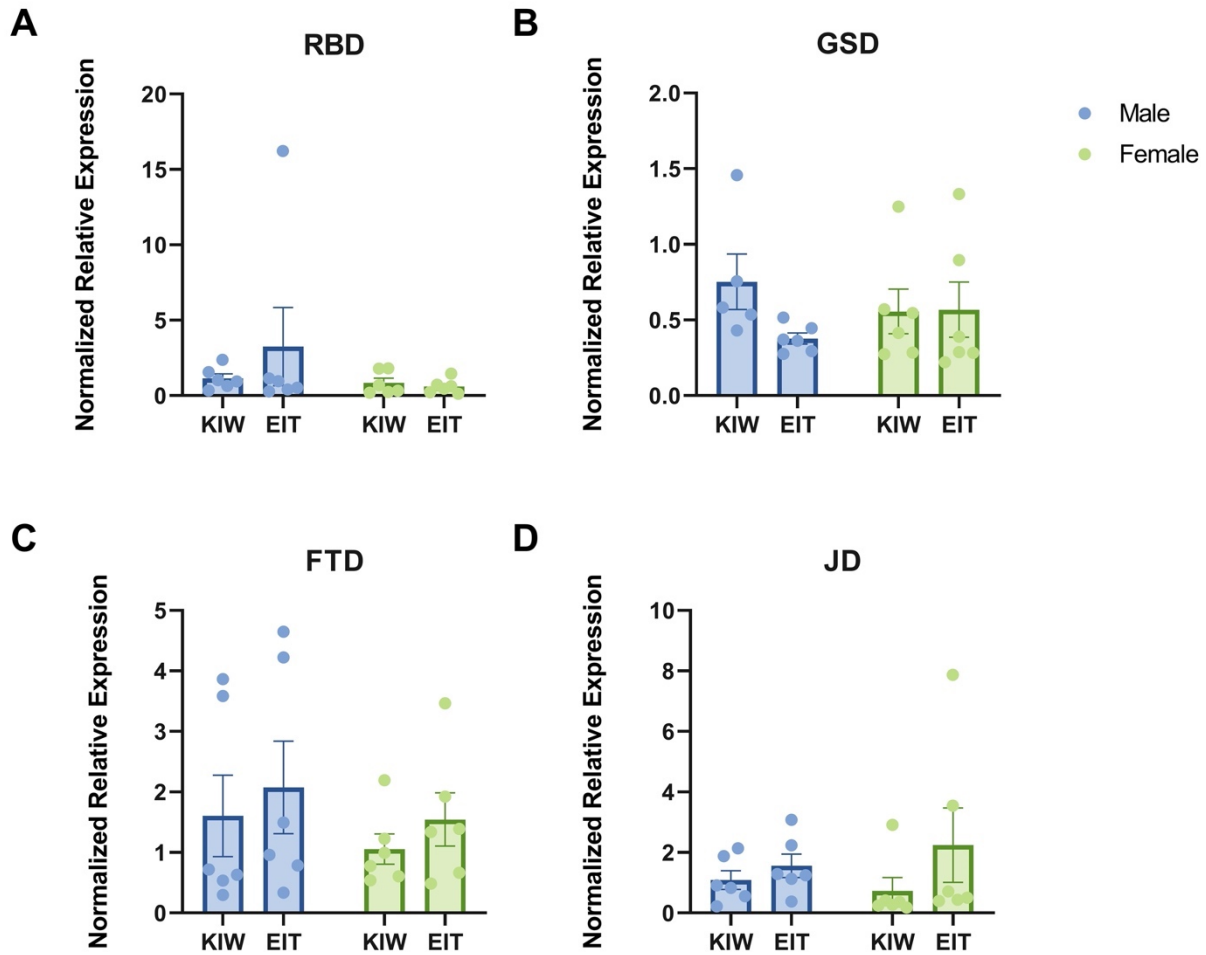 A
RBD
Normalized Relative Expression
20
15
10
5
0
KIW EIT KIW EIT
B
GSD
Normalized Relative Expression
2.0
1.5
1.0
0.5
0.0
KIW EIT KIW EIT
Male
Female
C
FTD
Normalized Relative Expression
5
4
3
2
1
0
KIW EIT KIW EIT
D
JD
Normalized Relative Expression
10
8
6
4
2
0
KIW EIT KIW EIT